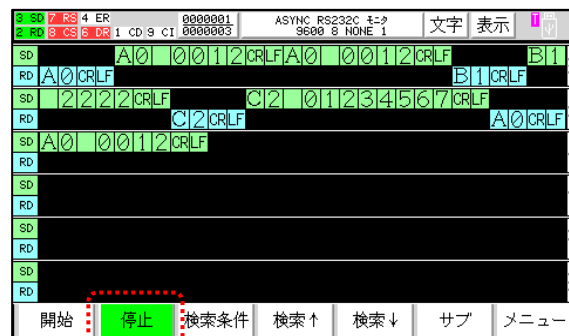 3 SD 7 RS 4 ER 0000001 ASYNC RS232C ﾓﾆﾀ 文字 表示 T
2 RD 8 CS 6 DR 1 CD 9 CI 0000003 9600 8 NONE 1
SD A0 0012CRLFA0 0012CRLF B1
RD A0CRLF B1CRLF
SD 2222CRLF C2 01234567CRLF
RD C2CRLF A0CRLF
SD A0 0012CRLF
RD
SD
RD
SD
RD
SD
RD
開始 停止 検索条件 検索↑ 検索↓ サブ メニュー